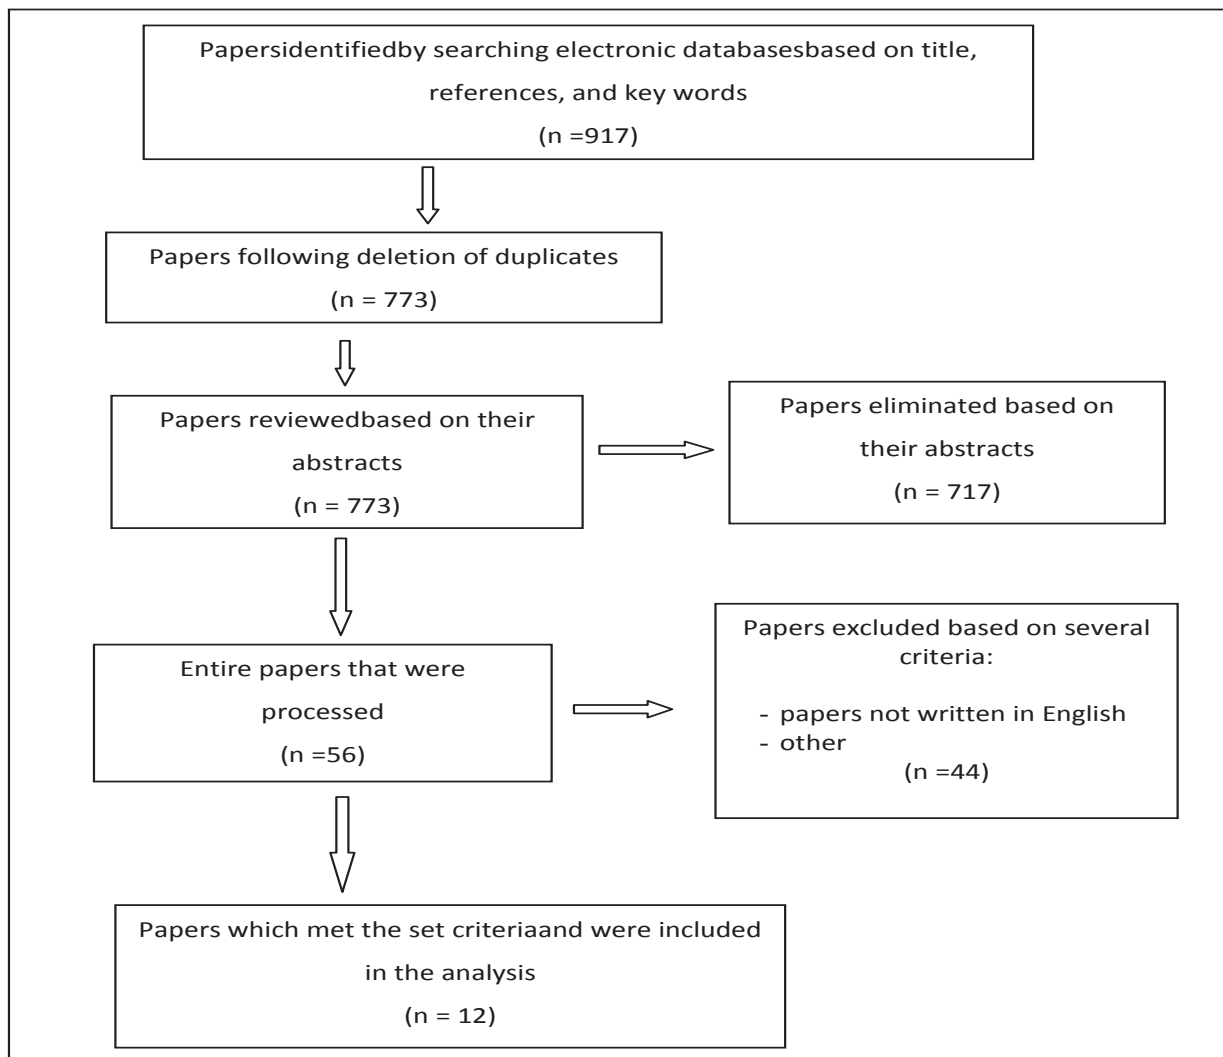 Papersidentifiedby searching electronic databasesbased on title,
references, and key words
(n =917)
Papers following deletion of duplicates
(n = 773)
Papers reviewedbased on their
abstracts
(n = 773)
Papers eliminated based on
their abstracts
(n = 717)
Entire papers that were
processed
(n =56)
Papers excluded based on several
criteria:
- papers not written in English
- other
(n =44)
Papers which met the set criteriaand were included
in the analysis
(n = 12)